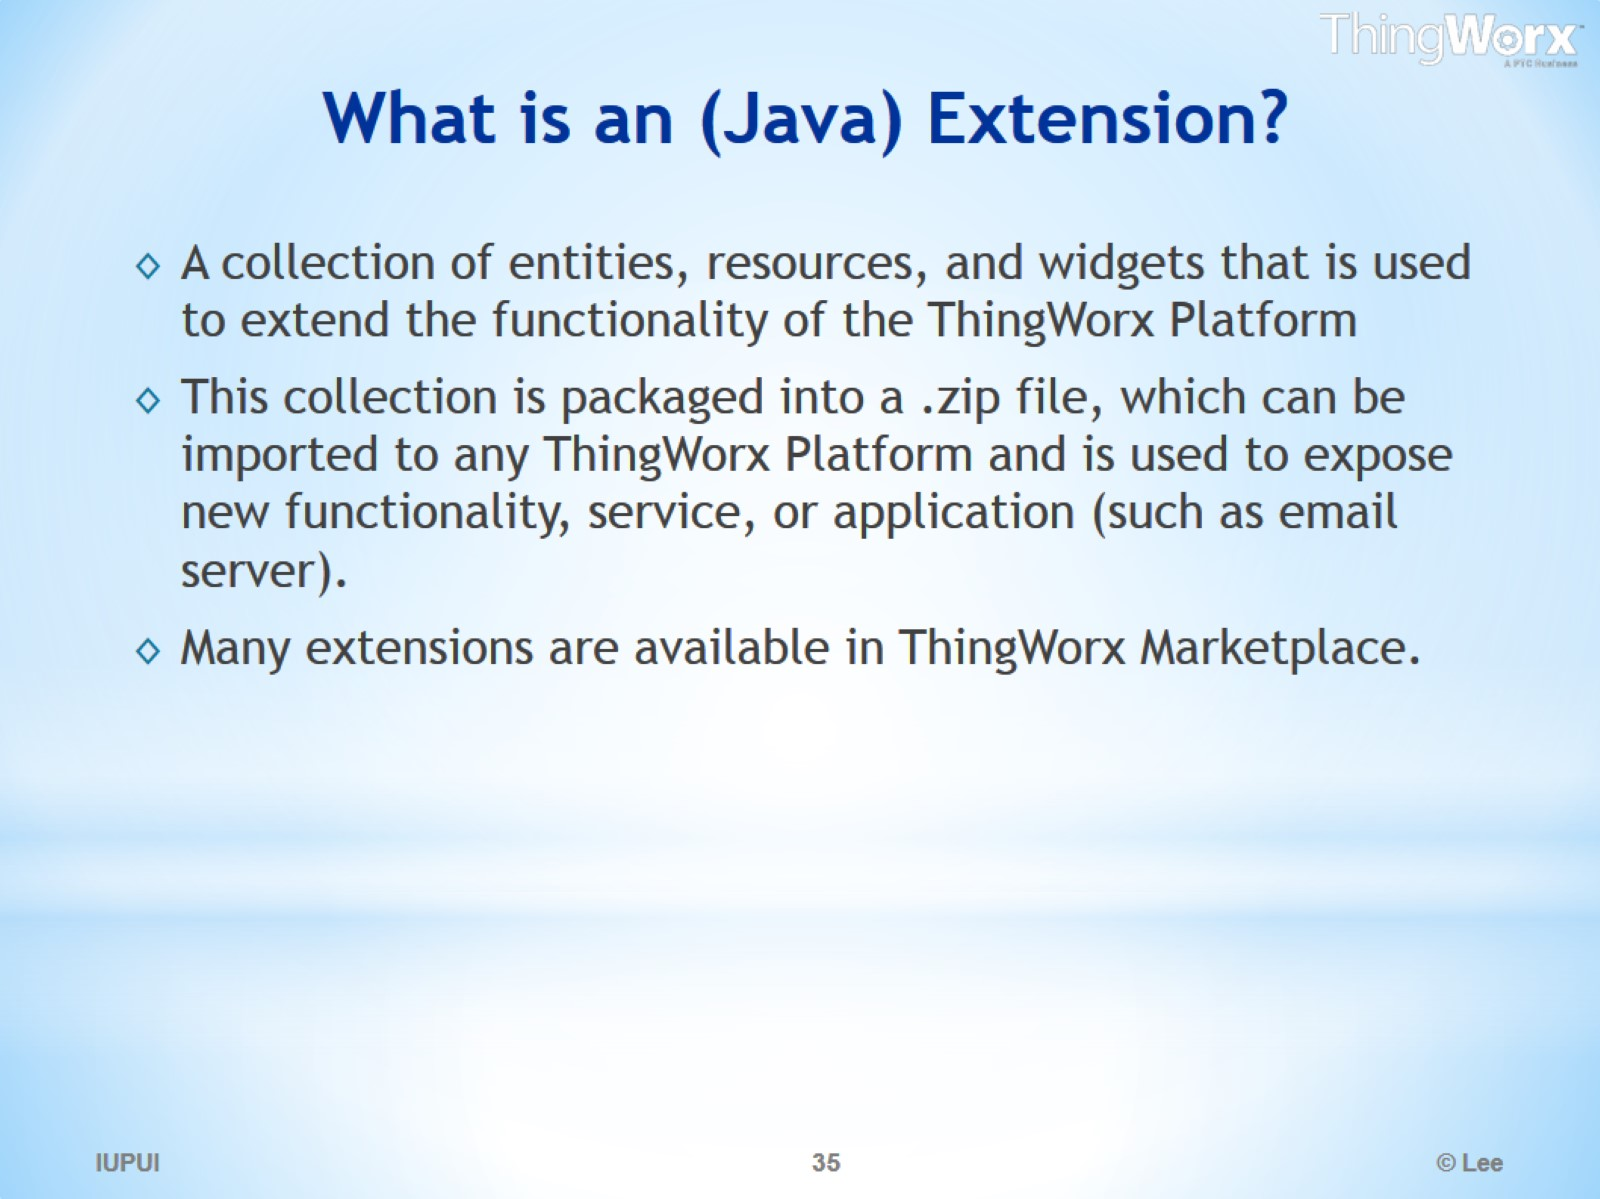 ThingWorx™
A PTC Business
What is an (Java) Extension?
◇ A collection of entities, resources, and widgets that is used
to extend the functionality of the ThingWorx Platform
◇ This collection is packaged into a .zip file, which can be
imported to any ThingWorx Platform and is used to expose
new functionality, service, or application (such as email
server).
◇ Many extensions are available in ThingWorx Marketplace.
IUPUI
35
© Lee